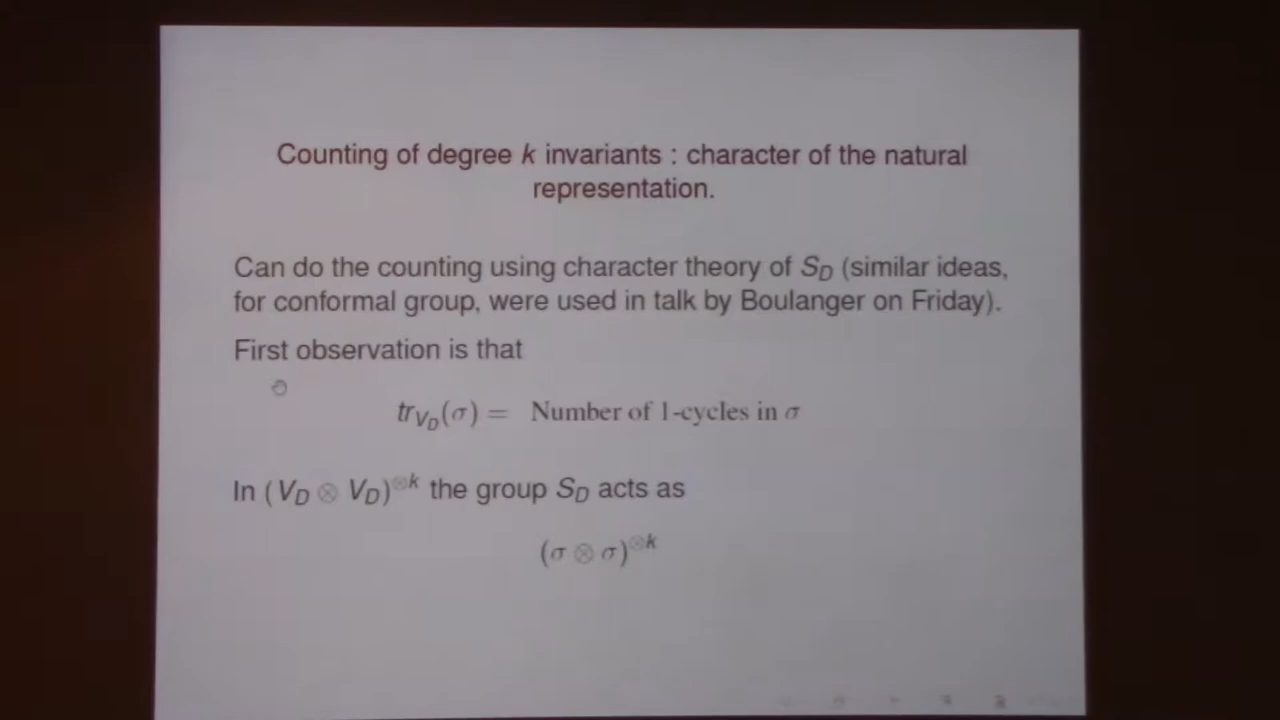 Counting of degree k invariants : character of the natural
representation.
Can do the counting using character theory of S_D (similar ideas,
for conformal group, were used in talk by Boulanger on Friday).
First observation is that
tr_{V_D}(σ) = Number of 1-cycles in σ
In (V_D ⊗ V_D)^{⊗k} the group S_D acts as
(σ ⊗ σ)^{⊗k}